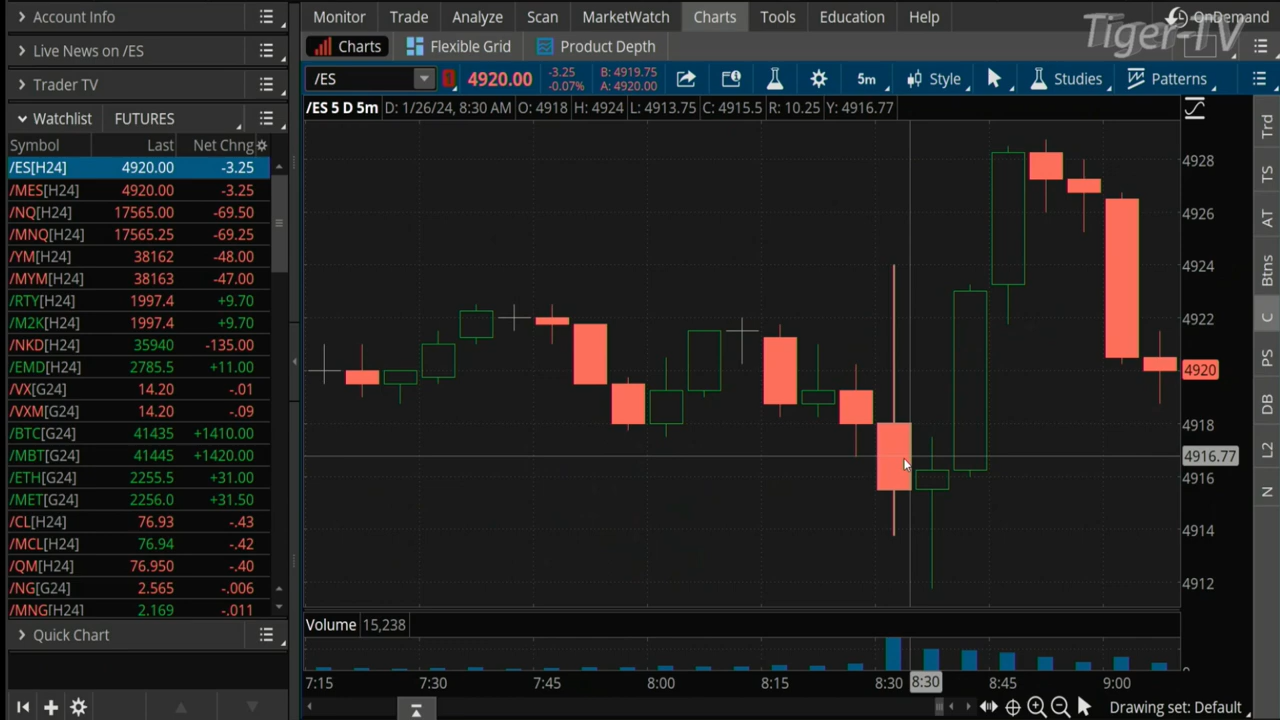 Account Info
Live News on /ES
Trader TV
Watchlist FUTURES
Symbol Last Net Chng
/ES[H24] 4920.00 -3.25
/MES[H24] 4920.00 -3.25
/NQ[H24] 17565.00 -69.50
/MNQ[H24] 17565.25 -69.25
/YM[H24] 38162 -48.00
/MYM[H24] 38163 -47.00
/RTY[H24] 1997.4 +9.70
/M2K[H24] 1997.4 +9.70
/NKD[H24] 35940 -135.00
/EMD[H24] 2785.5 +11.00
/VX[G24] 14.20 -.01
/VXM[G24] 14.20 -.09
/BTC[G24] 41435 +1410.00
/MBT[G24] 41445 +1420.00
/ETH[G24] 2255.5 +31.00
/MET[G24] 2256.0 +31.50
/CL[H24] 76.93 -.43
/MCL[H24] 76.94 -.42
/QM[H24] 76.950 -.40
/NG[G24] 2.565 -.006
/MNG[H24] 2.169 -.011
Quick Chart
Monitor Trade Analyze Scan MarketWatch Charts Tools Education Help
OnDemand
Tiger-TV
Charts Flexible Grid Product Depth
/ES 4920.00 -3.25 -0.07% B: 4919.75 A: 4920.00 5m Style Studies Patterns
/ES 5 D 5m D: 1/26/24, 8:30 AM O: 4918 H: 4924 L: 4913.75 C: 4915.5 R: 10.25 Y: 4916.77
4928
4926
4924
4922
4920
4918
4916.77
4916
4914
4912
Volume 15,238
0
7:15 7:30 7:45 8:00 8:15 8:30 8:30 8:45 9:00
Drawing set: Default
Trd
TS
AT
Btns
C
PS
DB
L2
N